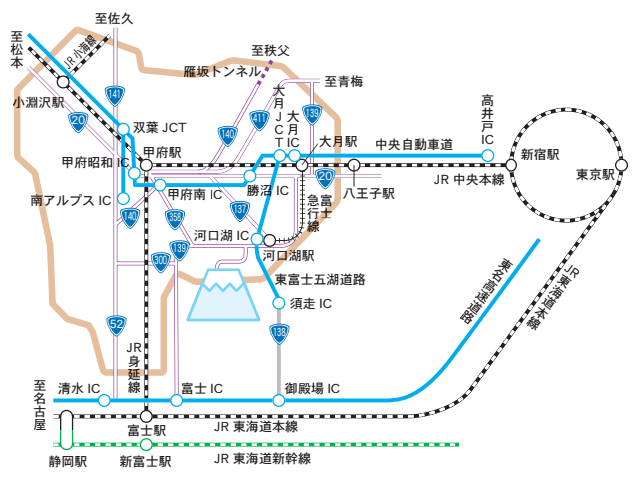 至佐久
至松本
JR 小海線
至秩父
雁坂トンネル
至青梅
小淵沢駅
141
20
双葉 JCT
411
139
140
大月JCT
大月IC
高井戸IC
大月駅
中央自動車道
新宿駅
東京駅
甲府駅
甲府昭和 IC
20
JR 中央本線
八王子駅
甲府南 IC
勝沼 IC
南アルプス IC
140
358
137
富士急行線
河口湖 IC
139
300
河口湖駅
東富士五湖道路
須走 IC
東名高速道路
JR 東海道本線
52
138
JR身延線
至名古屋
清水 IC
富士 IC
御殿場 IC
富士駅
JR 東海道本線
静岡駅
新富士駅
JR 東海道新幹線